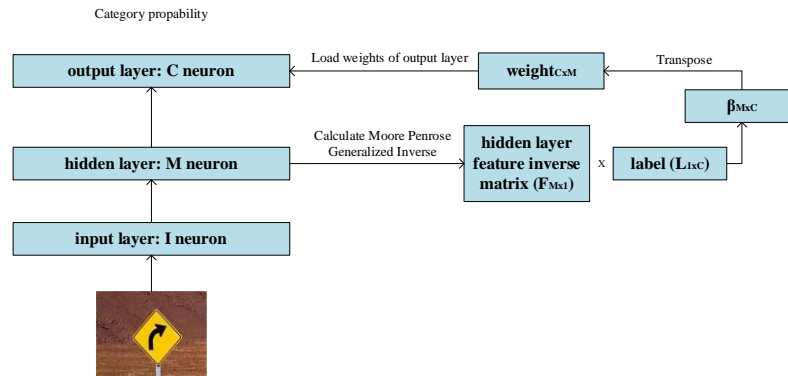 Category propability
Load weights of output layer
Transpose
output layer: C neuron
weightCxM
βMxC
Calculate Moore Penrose
Generalized Inverse
hidden layer: M neuron
hidden layer
feature inverse
matrix (FMx1)
x
label (L1xC)
input layer: I neuron